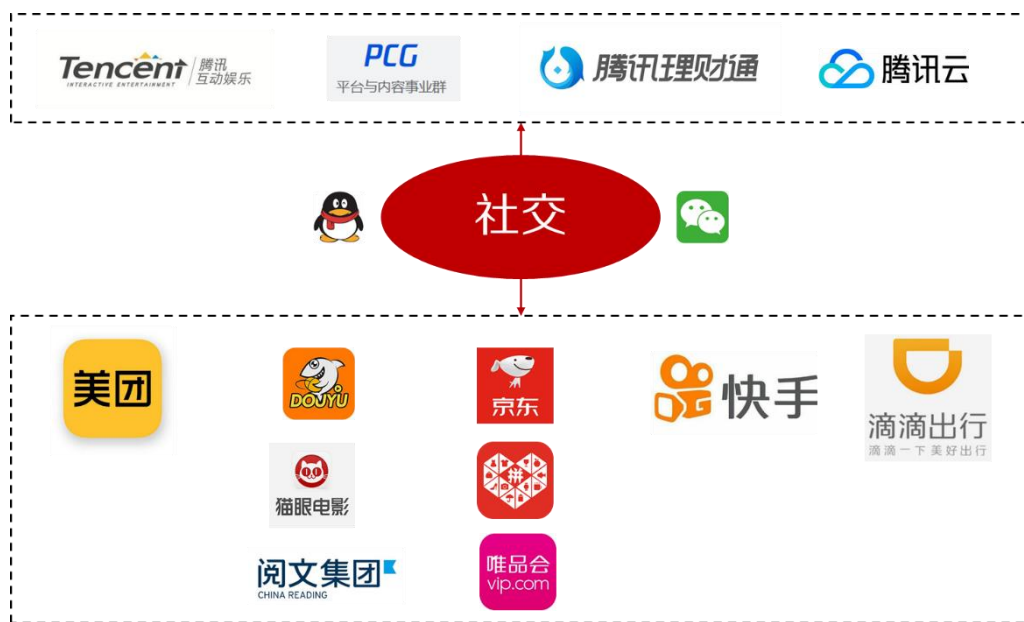 Tencent 腾讯
INTERACTIVE ENTERTAINMENT 互动娱乐
PCG
平台与内容事业群
腾讯理财通
腾讯云
社交
美团
DOUYU
京东
快手
滴滴出行
滴滴一下 美好出行
猫眼电影
拼
阅文集团
CHINA READING
唯品会
vip.com